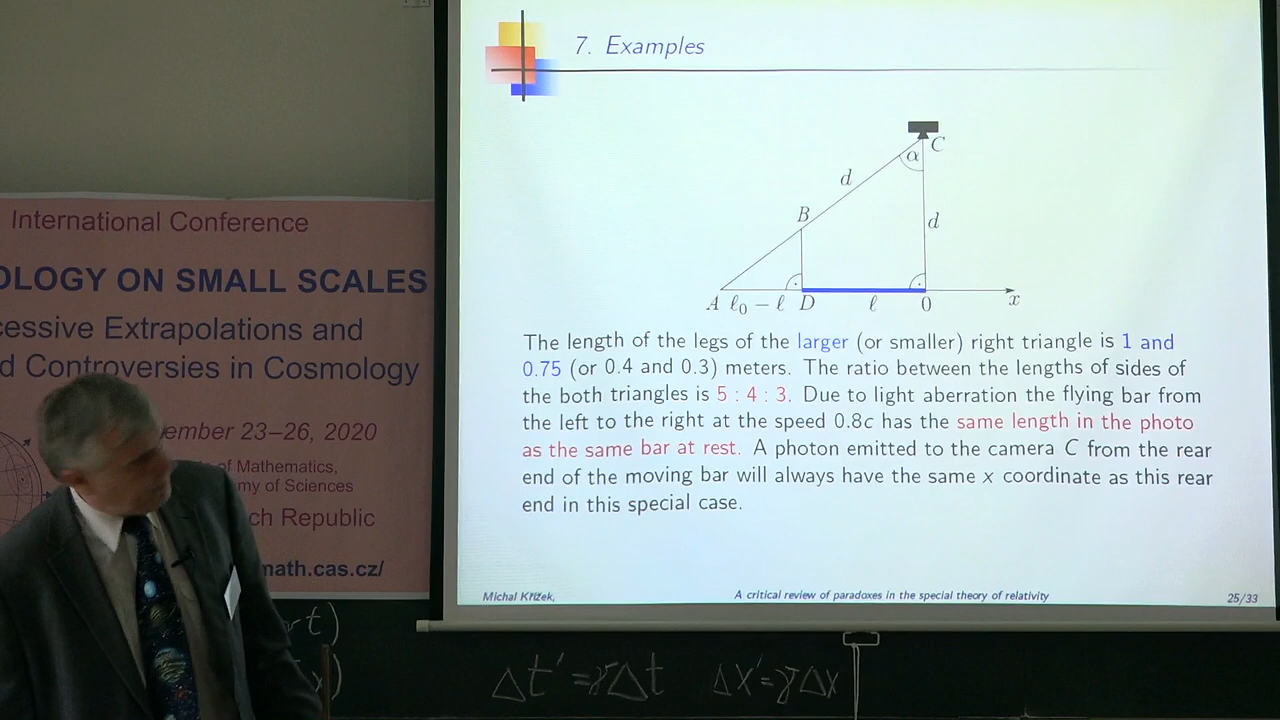 7. Examples
C
α
d
B
d
A ℓ₀ − ℓ D ℓ 0 x
The length of the legs of the larger (or smaller) right triangle is 1 and
0.75 (or 0.4 and 0.3) meters. The ratio between the lengths of sides of
the both triangles is 5 : 4 : 3. Due to light aberration the flying bar from
the left to the right at the speed 0.8c has the same length in the photo
as the same bar at rest. A photon emitted to the camera C from the rear
end of the moving bar will always have the same x coordinate as this rear
end in this special case.
Michal Křížek, A critical review of paradoxes in the special theory of relativity 25/33
International Conference
OLOGY ON SMALL SCALES
cessive Extrapolations and
d Controversies in Cosmology
ember 23–26, 2020
of Mathematics,
my of Sciences
ch Republic
math.cas.cz/
t)
x)
Δt' = γΔt Δx' = γΔx